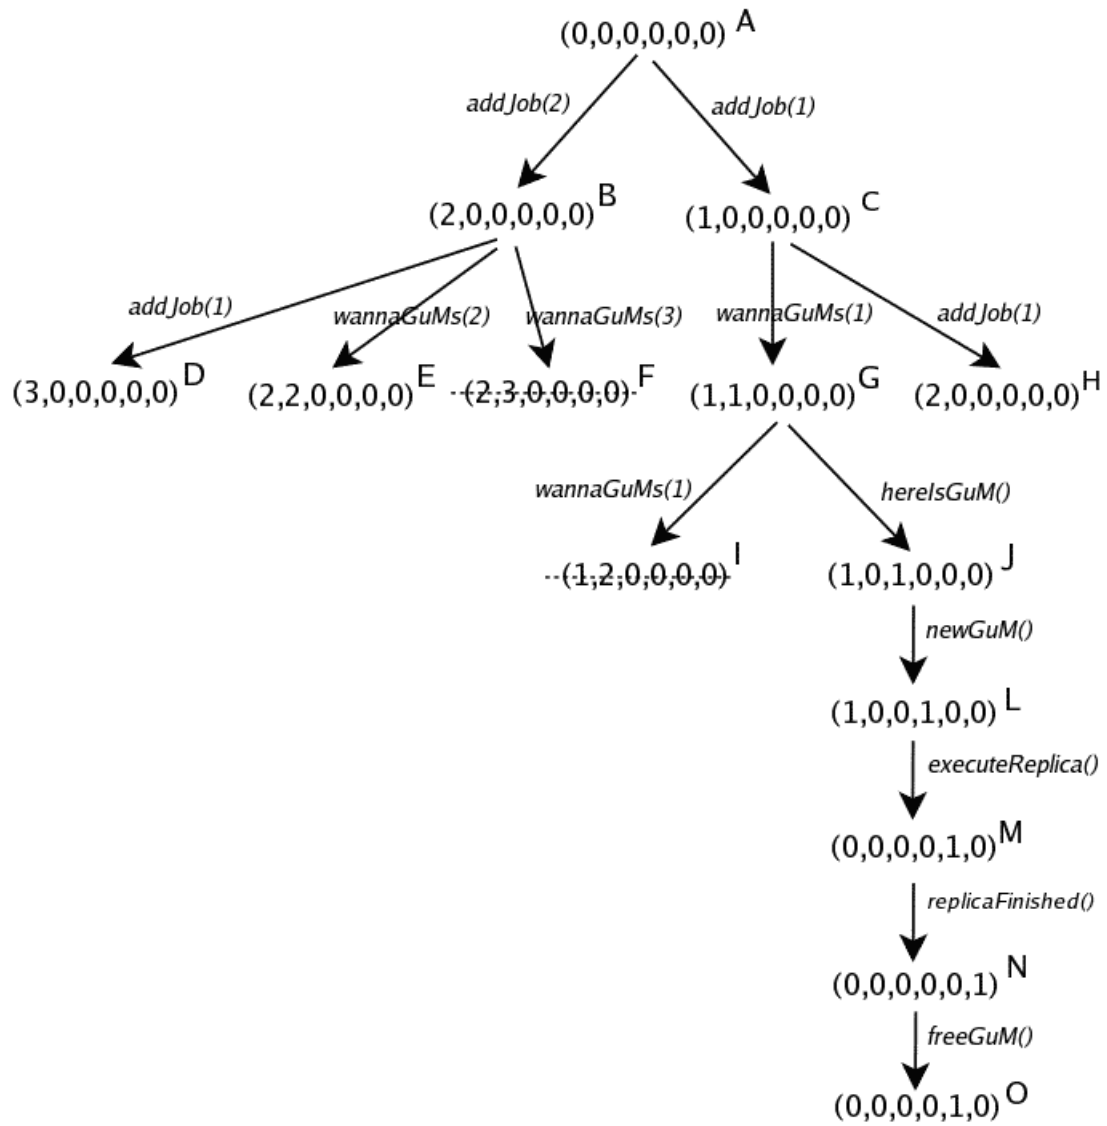 (0,0,0,0,0,0) A
addJob(2) addJob(1)
(2,0,0,0,0,0) B (1,0,0,0,0,0) C
addJob(1) wannaGuMs(2) wannaGuMs(3) wannaGuMs(1) addJob(1)
(3,0,0,0,0,0) D (2,2,0,0,0,0) E (2,3,0,0,0,0) F (1,1,0,0,0,0) G (2,0,0,0,0,0) H
wannaGuMs(1) hereIsGuM()
(1,2,0,0,0,0) I (1,0,1,0,0,0) J
newGuM()
(1,0,0,1,0,0) L
executeReplica()
(0,0,0,0,1,0) M
replicaFinished()
(0,0,0,0,0,1) N
freeGuM()
(0,0,0,0,1,0) O